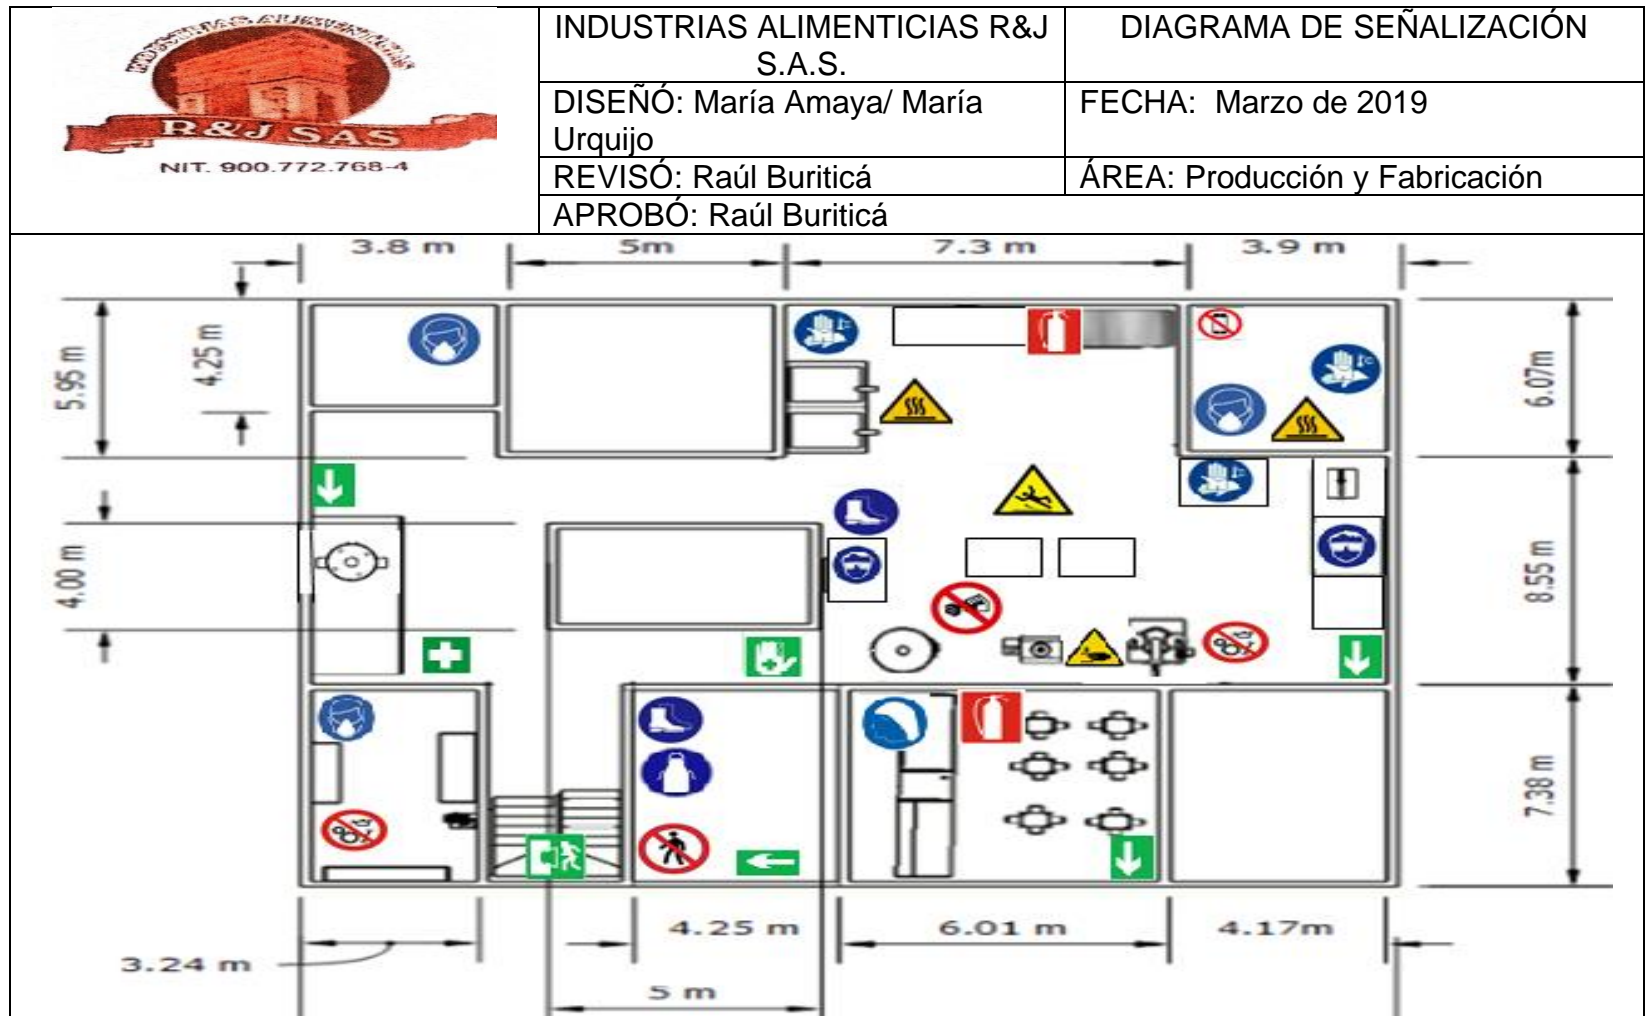 INDUSTRIAS ALIMENTICIAS
R&J SAS
NIT. 900.772.768-4
INDUSTRIAS ALIMENTICIAS R&J
S.A.S.
DIAGRAMA DE SEÑALIZACIÓN
DISEÑÓ: María Amaya/ María
Urquijo
FECHA: Marzo de 2019
REVISÓ: Raúl Buriticá
ÁREA: Producción y Fabricación
APROBÓ: Raúl Buriticá
3.8 m
5m
7.3 m
3.9 m
5.95 m
4.25 m
6.07m
4.00 m
8.55 m
7.38 m
4.25 m
6.01 m
4.17m
3.24 m
5 m